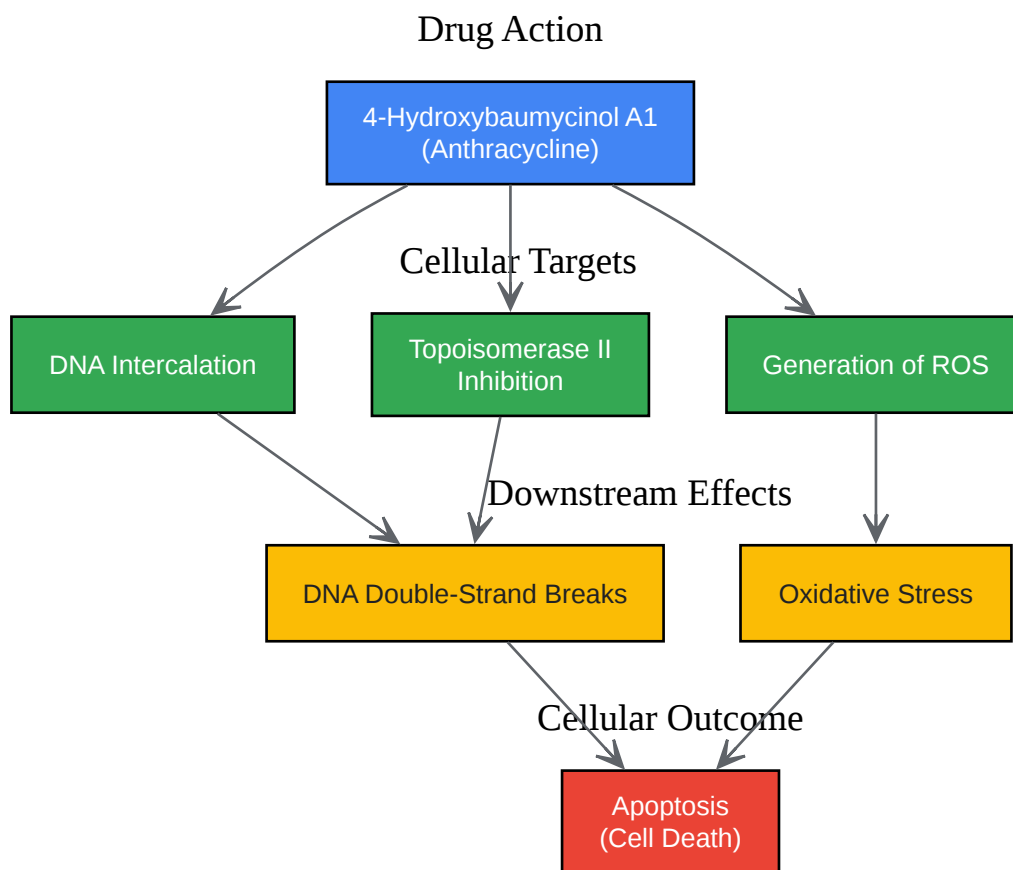 Drug Action
4-Hydroxybaumycinol A1
(Anthracycline)
Cellular Targets
DNA Intercalation
Topoisomerase II
Inhibition
Generation of ROS
Downstream Effects
DNA Double-Strand Breaks
Oxidative Stress
Cellular Outcome
Apoptosis
(Cell Death)